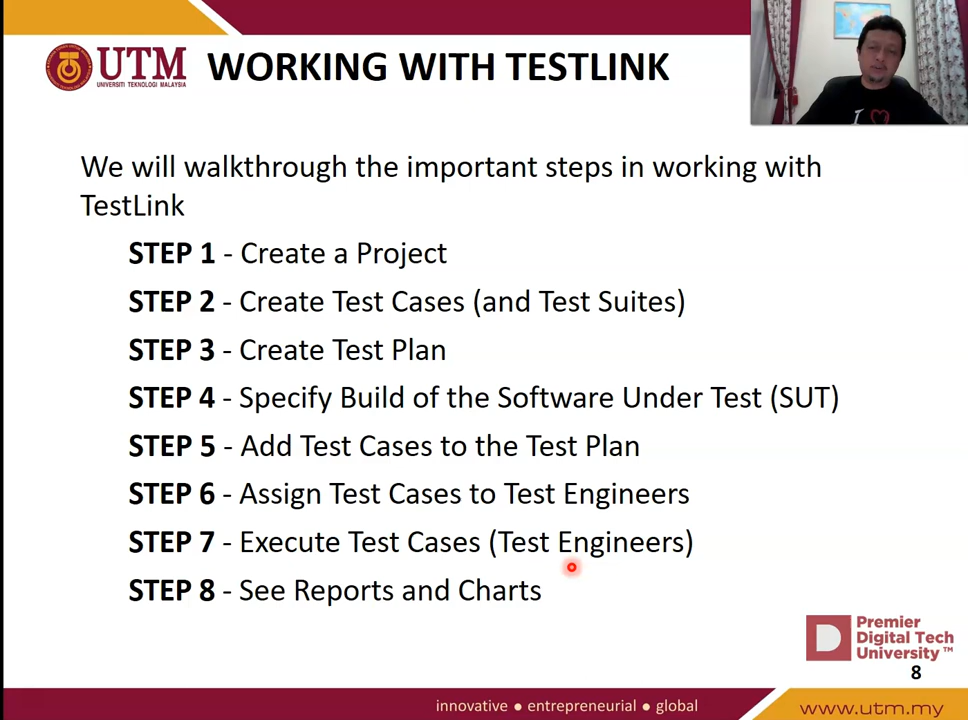 UTM
UNIVERSITI TEKNOLOGI MALAYSIA
WORKING WITH TESTLINK
We will walkthrough the important steps in working with
TestLink
STEP 1 - Create a Project
STEP 2 - Create Test Cases (and Test Suites)
STEP 3 - Create Test Plan
STEP 4 - Specify Build of the Software Under Test (SUT)
STEP 5 - Add Test Cases to the Test Plan
STEP 6 - Assign Test Cases to Test Engineers
STEP 7 - Execute Test Cases (Test Engineers)
STEP 8 - See Reports and Charts
I
D
Premier
Digital Tech
University™
8
innovative ● entrepreneurial ● global
www.utm.my